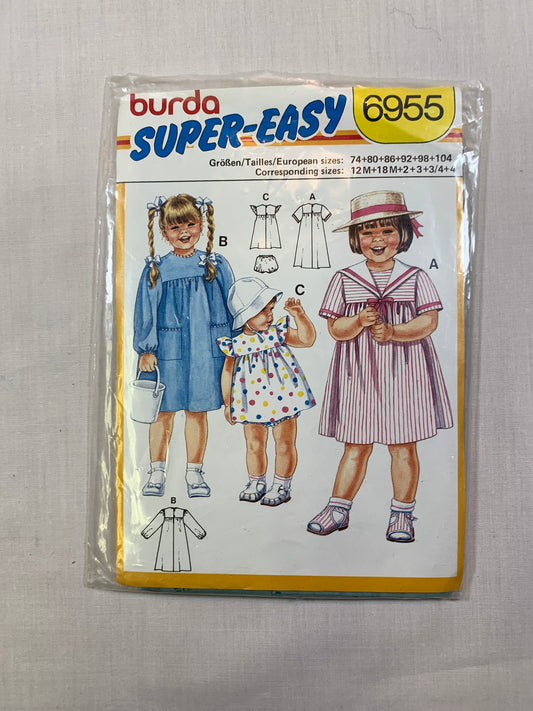 burda
SUPER-EASY
6955
Größen/Tailles/European sizes: 74+80+86+92+98+104
Corresponding sizes: 12M+18M+2+3+3/4+4
C
A
B
A
C
B